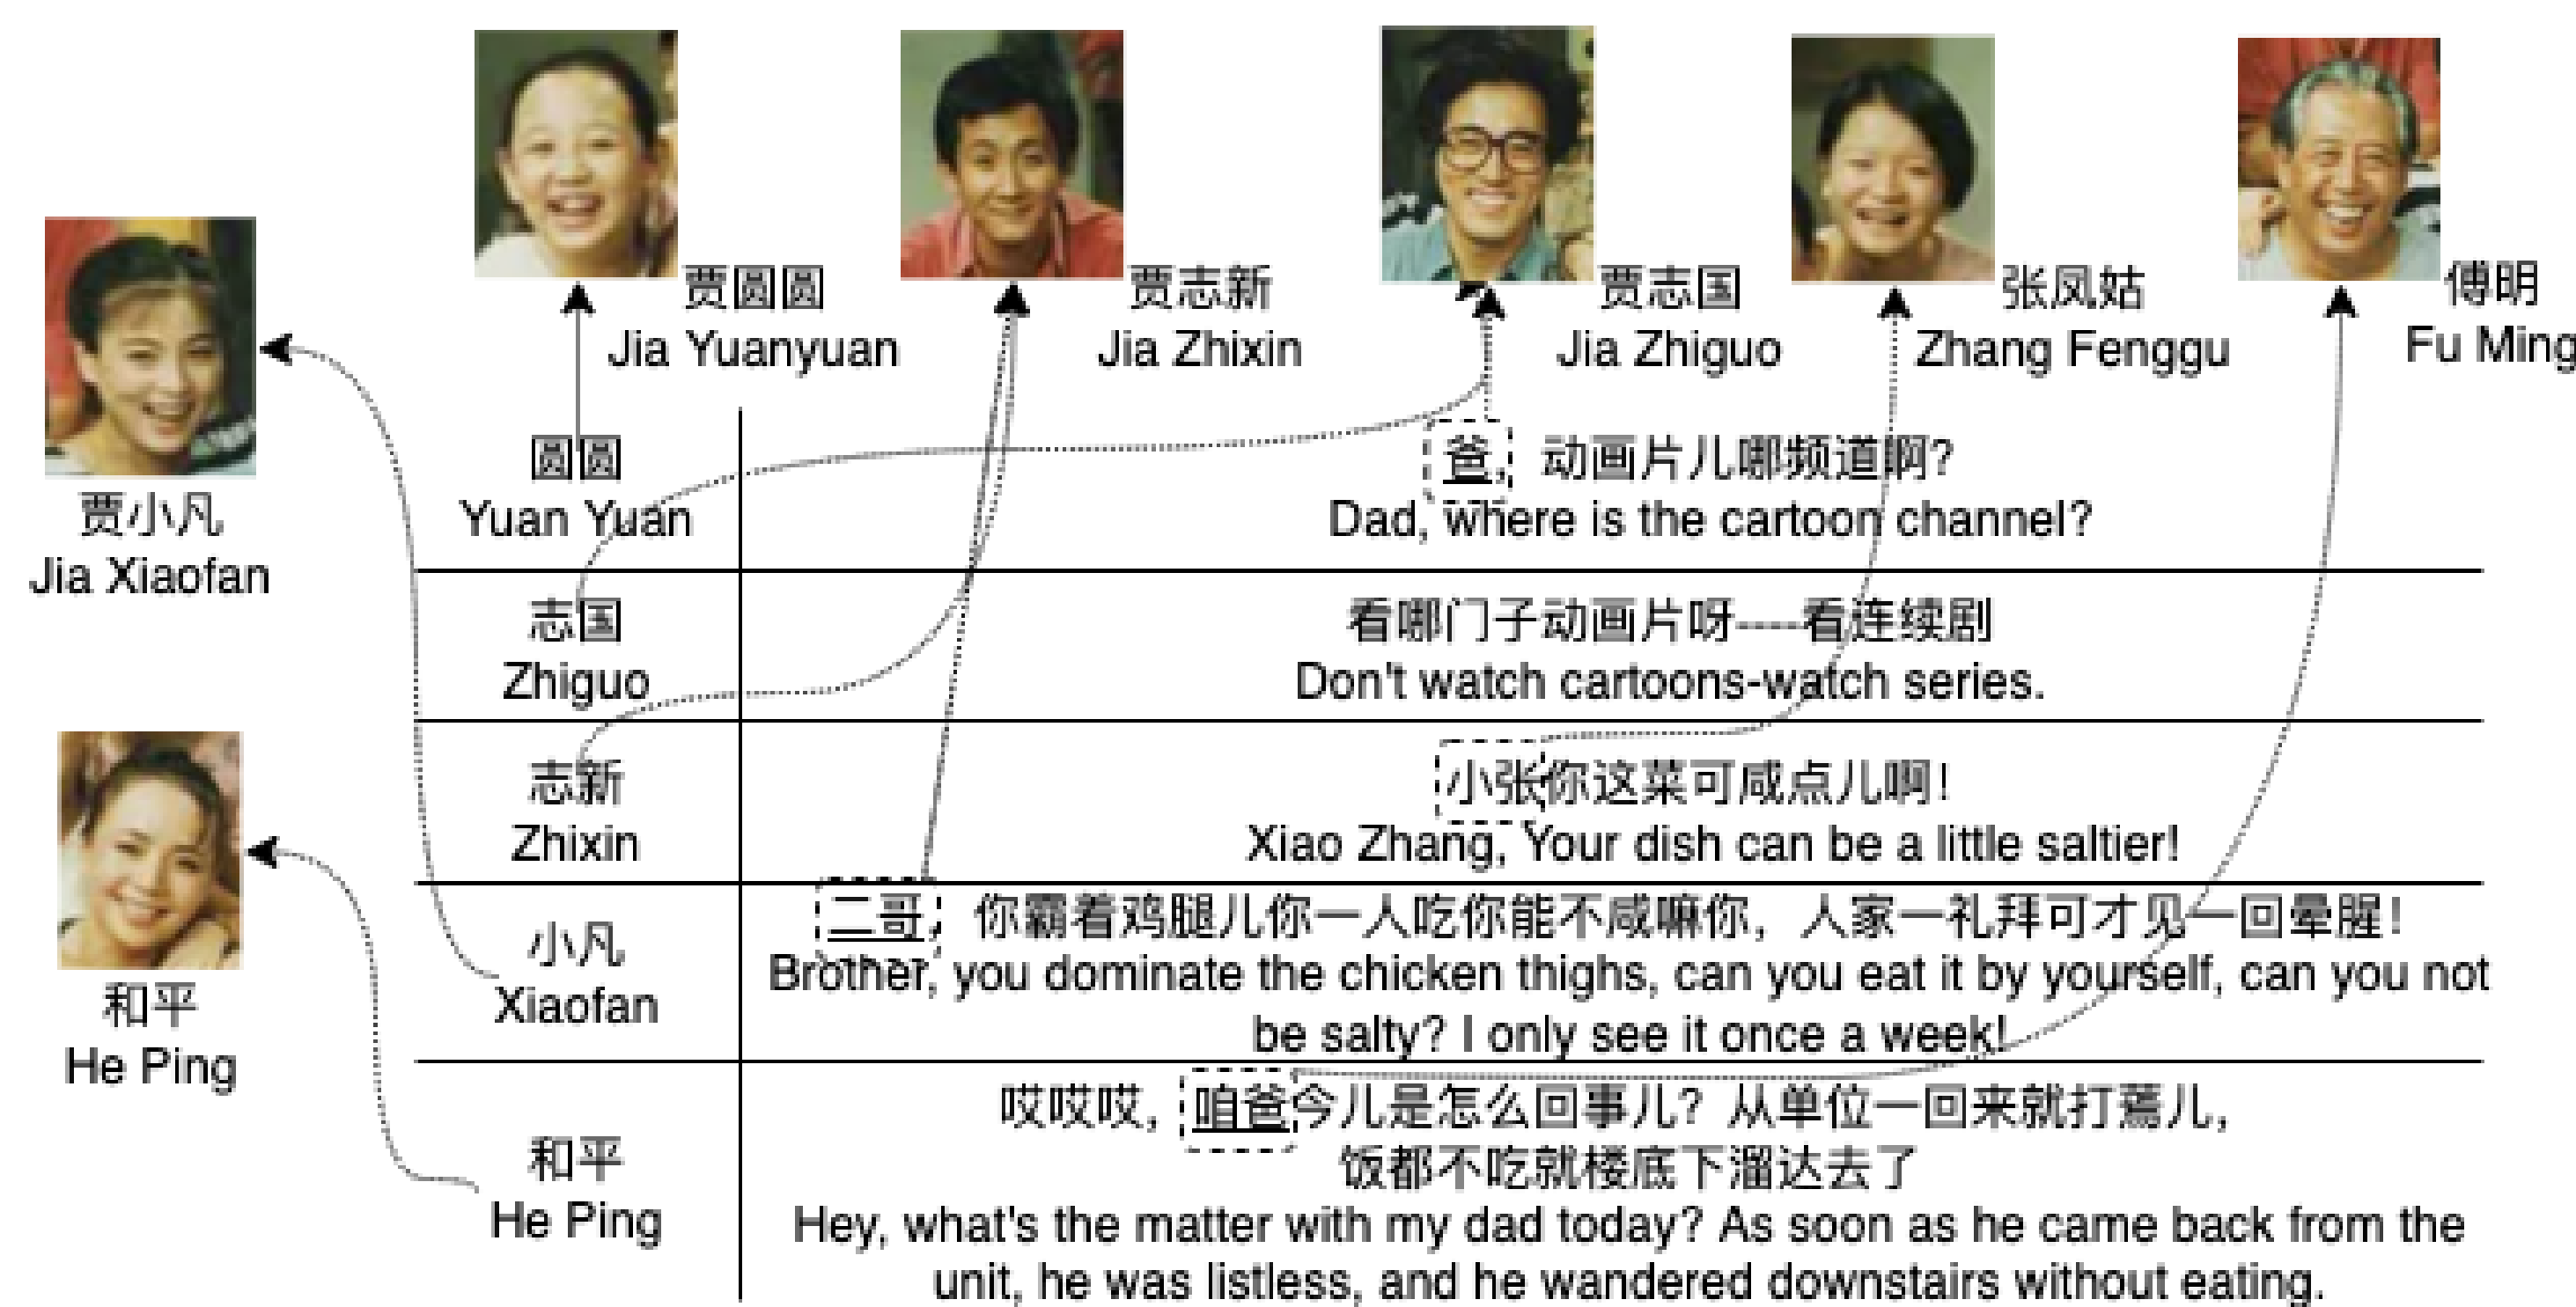 贾圆圆
Jia Yuanyuan
贾志新
Jia Zhixin
贾志国
Jia Zhiguo
张凤姑
Zhang Fenggu
傅明
Fu Ming
贾小凡
Jia Xiaofan
和平
He Ping
圆圆
Yuan Yuan
爸, 动画片儿哪频道啊?
Dad, where is the cartoon channel?
志国
Zhiguo
看哪门子动画片呀----看连续剧
Don't watch cartoons-watch series.
志新
Zhixin
小张你这菜可咸点儿啊!
Xiao Zhang, Your dish can be a little saltier!
小凡
Xiaofan
二哥, 你霸着鸡腿儿你一人吃你能不咸嘛你, 人家一礼拜可才见一回晕腥!
Brother, you dominate the chicken thighs, can you eat it by yourself, can you not
be salty? I only see it once a week!
和平
He Ping
哎哎哎, 咱爸今儿是怎么回事儿? 从单位一回来就打蔫儿,
饭都不吃就楼底下溜达去了
Hey, what's the matter with my dad today? As soon as he came back from the
unit, he was listless, and he wandered downstairs without eating.